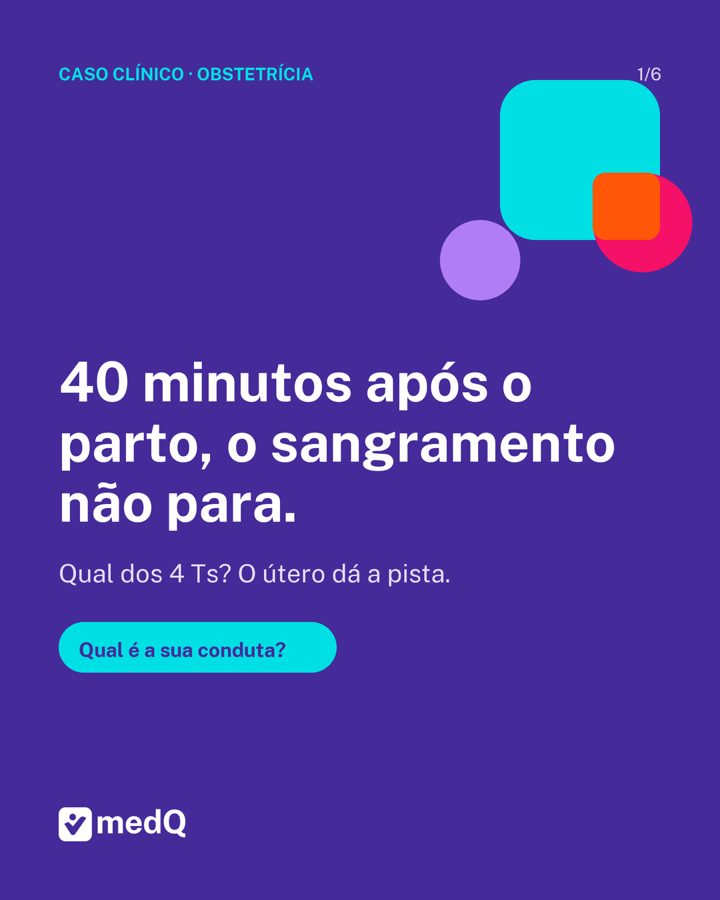 CASO CLÍNICO · OBSTETRÍCIA
1/6
40 minutos após o
parto, o sangramento
não para.
Qual dos 4 Ts? O útero dá a pista.
Qual é a sua conduta?
medQ